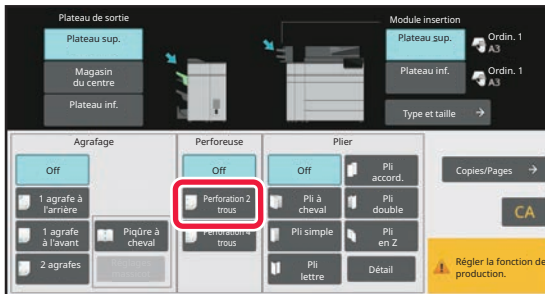 Plateau de sortie
Plateau sup.
Magasin
du centre
Plateau inf.
Module insertion
Plateau sup.
Ordin. 1
A3
Plateau inf.
Ordin. 1
A3
Type et taille
Agrafage
Off
1 agrafe à
l'arrière
1 agrafe
à l'avant
2 agrafes
Piqûre à
cheval
Perforeuse
Off
Perforation 2
trous
Perforation 4
trous
Plier
Off
Pli
accord.
Pli à
cheval
Pli
double
Pli simple
Pli
en Z
Pli
lettre
Détail
Copies/Pages
CA
Régler la fonction de
production.